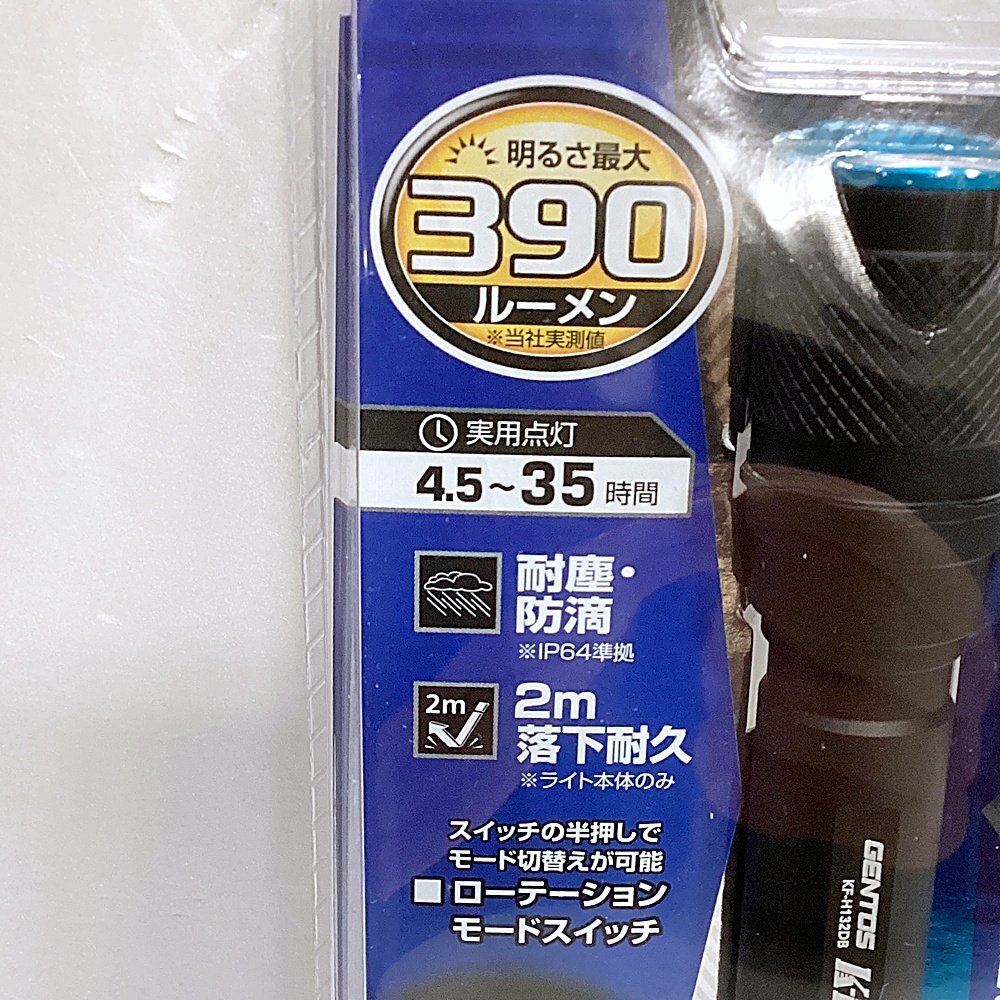 明るさ最大
390
ルーメン
※当社実測値
実用点灯
4.5～35時間
耐塵・
防滴
※IP64準拠
2m
2m
落下耐久
※ライト本体のみ
スイッチの半押しで
モード切替えが可能
■ローテーション
モードスイッチ
GENTOS
KF-H132DB